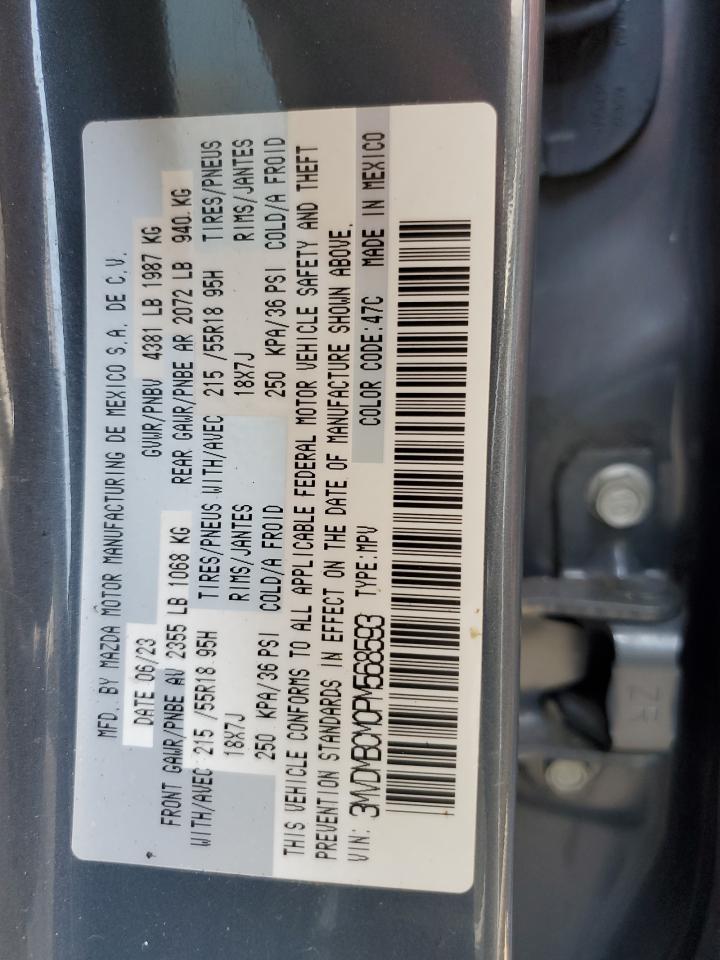 MFD. BY MAZDA MOTOR MANUFACTURING DE MEXICO S.A. DE C.V.
DATE 06/23 GVWR/PNBV 4381 LB 1987 KG
FRONT GAWR/PNBE AV 2355 LB 1068 KG REAR GAWR/PNBE AR 2072 LB 940 KG
WITH/AVEC 215 /55R18 95H TIRES/PNEUS WITH/AVEC 215 /55R18 95H TIRES/PNEUS
18X7J RIMS/JANTES 18X7J RIMS/JANTES
250 KPA/36 PSI COLD/A FROID 250 KPA/36 PSI COLD/A FROID
THIS VEHICLE CONFORMS TO ALL APPLICABLE FEDERAL MOTOR VEHICLE SAFETY AND THEFT
PREVENTION STANDARDS IN EFFECT ON THE DATE OF MANUFACTURE SHOWN ABOVE.
VIN: 3MVDMBCM0PM568593 TYPE:MPV COLOR CODE:47C MADE IN MEXICO
7R